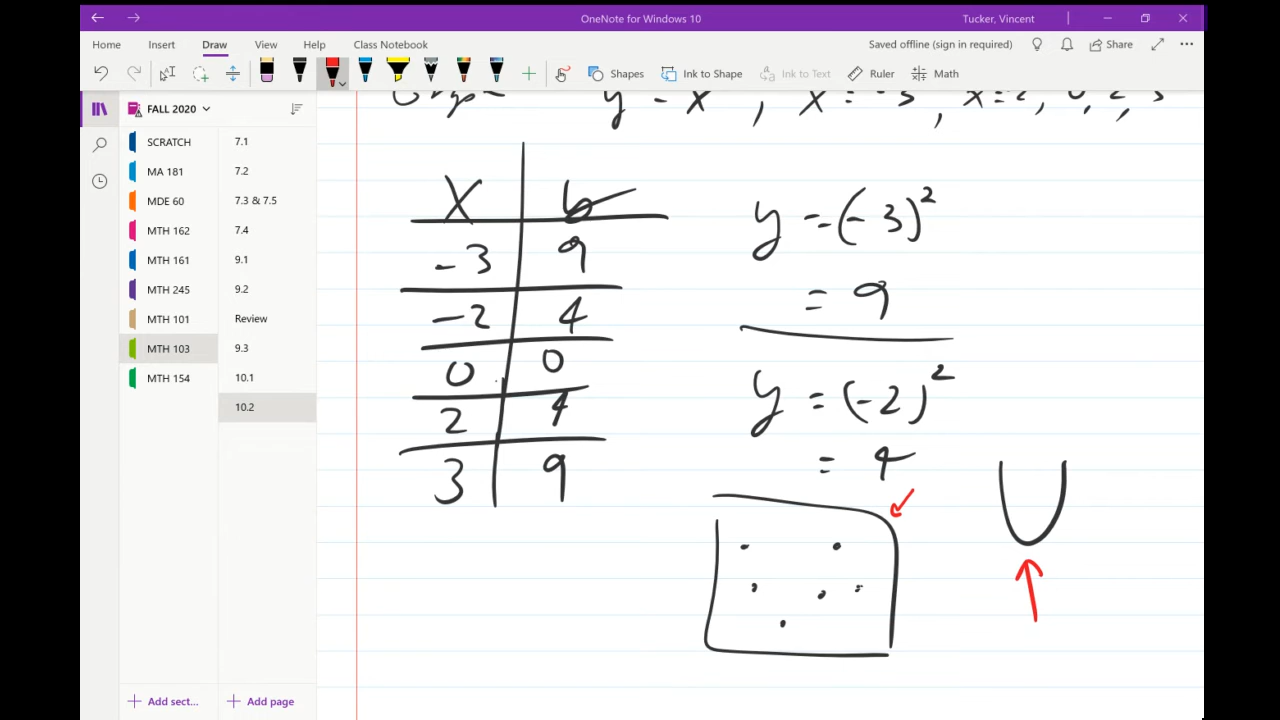 OneNote for Windows 10
Tucker, Vincent
Home Insert Draw View Help Class Notebook
Saved offline (sign in required) Share
Shapes Ink to Shape Ink to Text Ruler Math
FALL 2020
SCRATCH
MA 181
MDE 60
MTH 162
MTH 161
MTH 245
MTH 101
MTH 103
MTH 154
7.1
7.2
7.3 & 7.5
7.4
9.1
9.2
Review
9.3
10.1
10.2
Add sect...
Add page
X
-3 9
-2 4
0 0
2 4
3 9
y = (-3)²
= 9
y = (-2)²
= 4